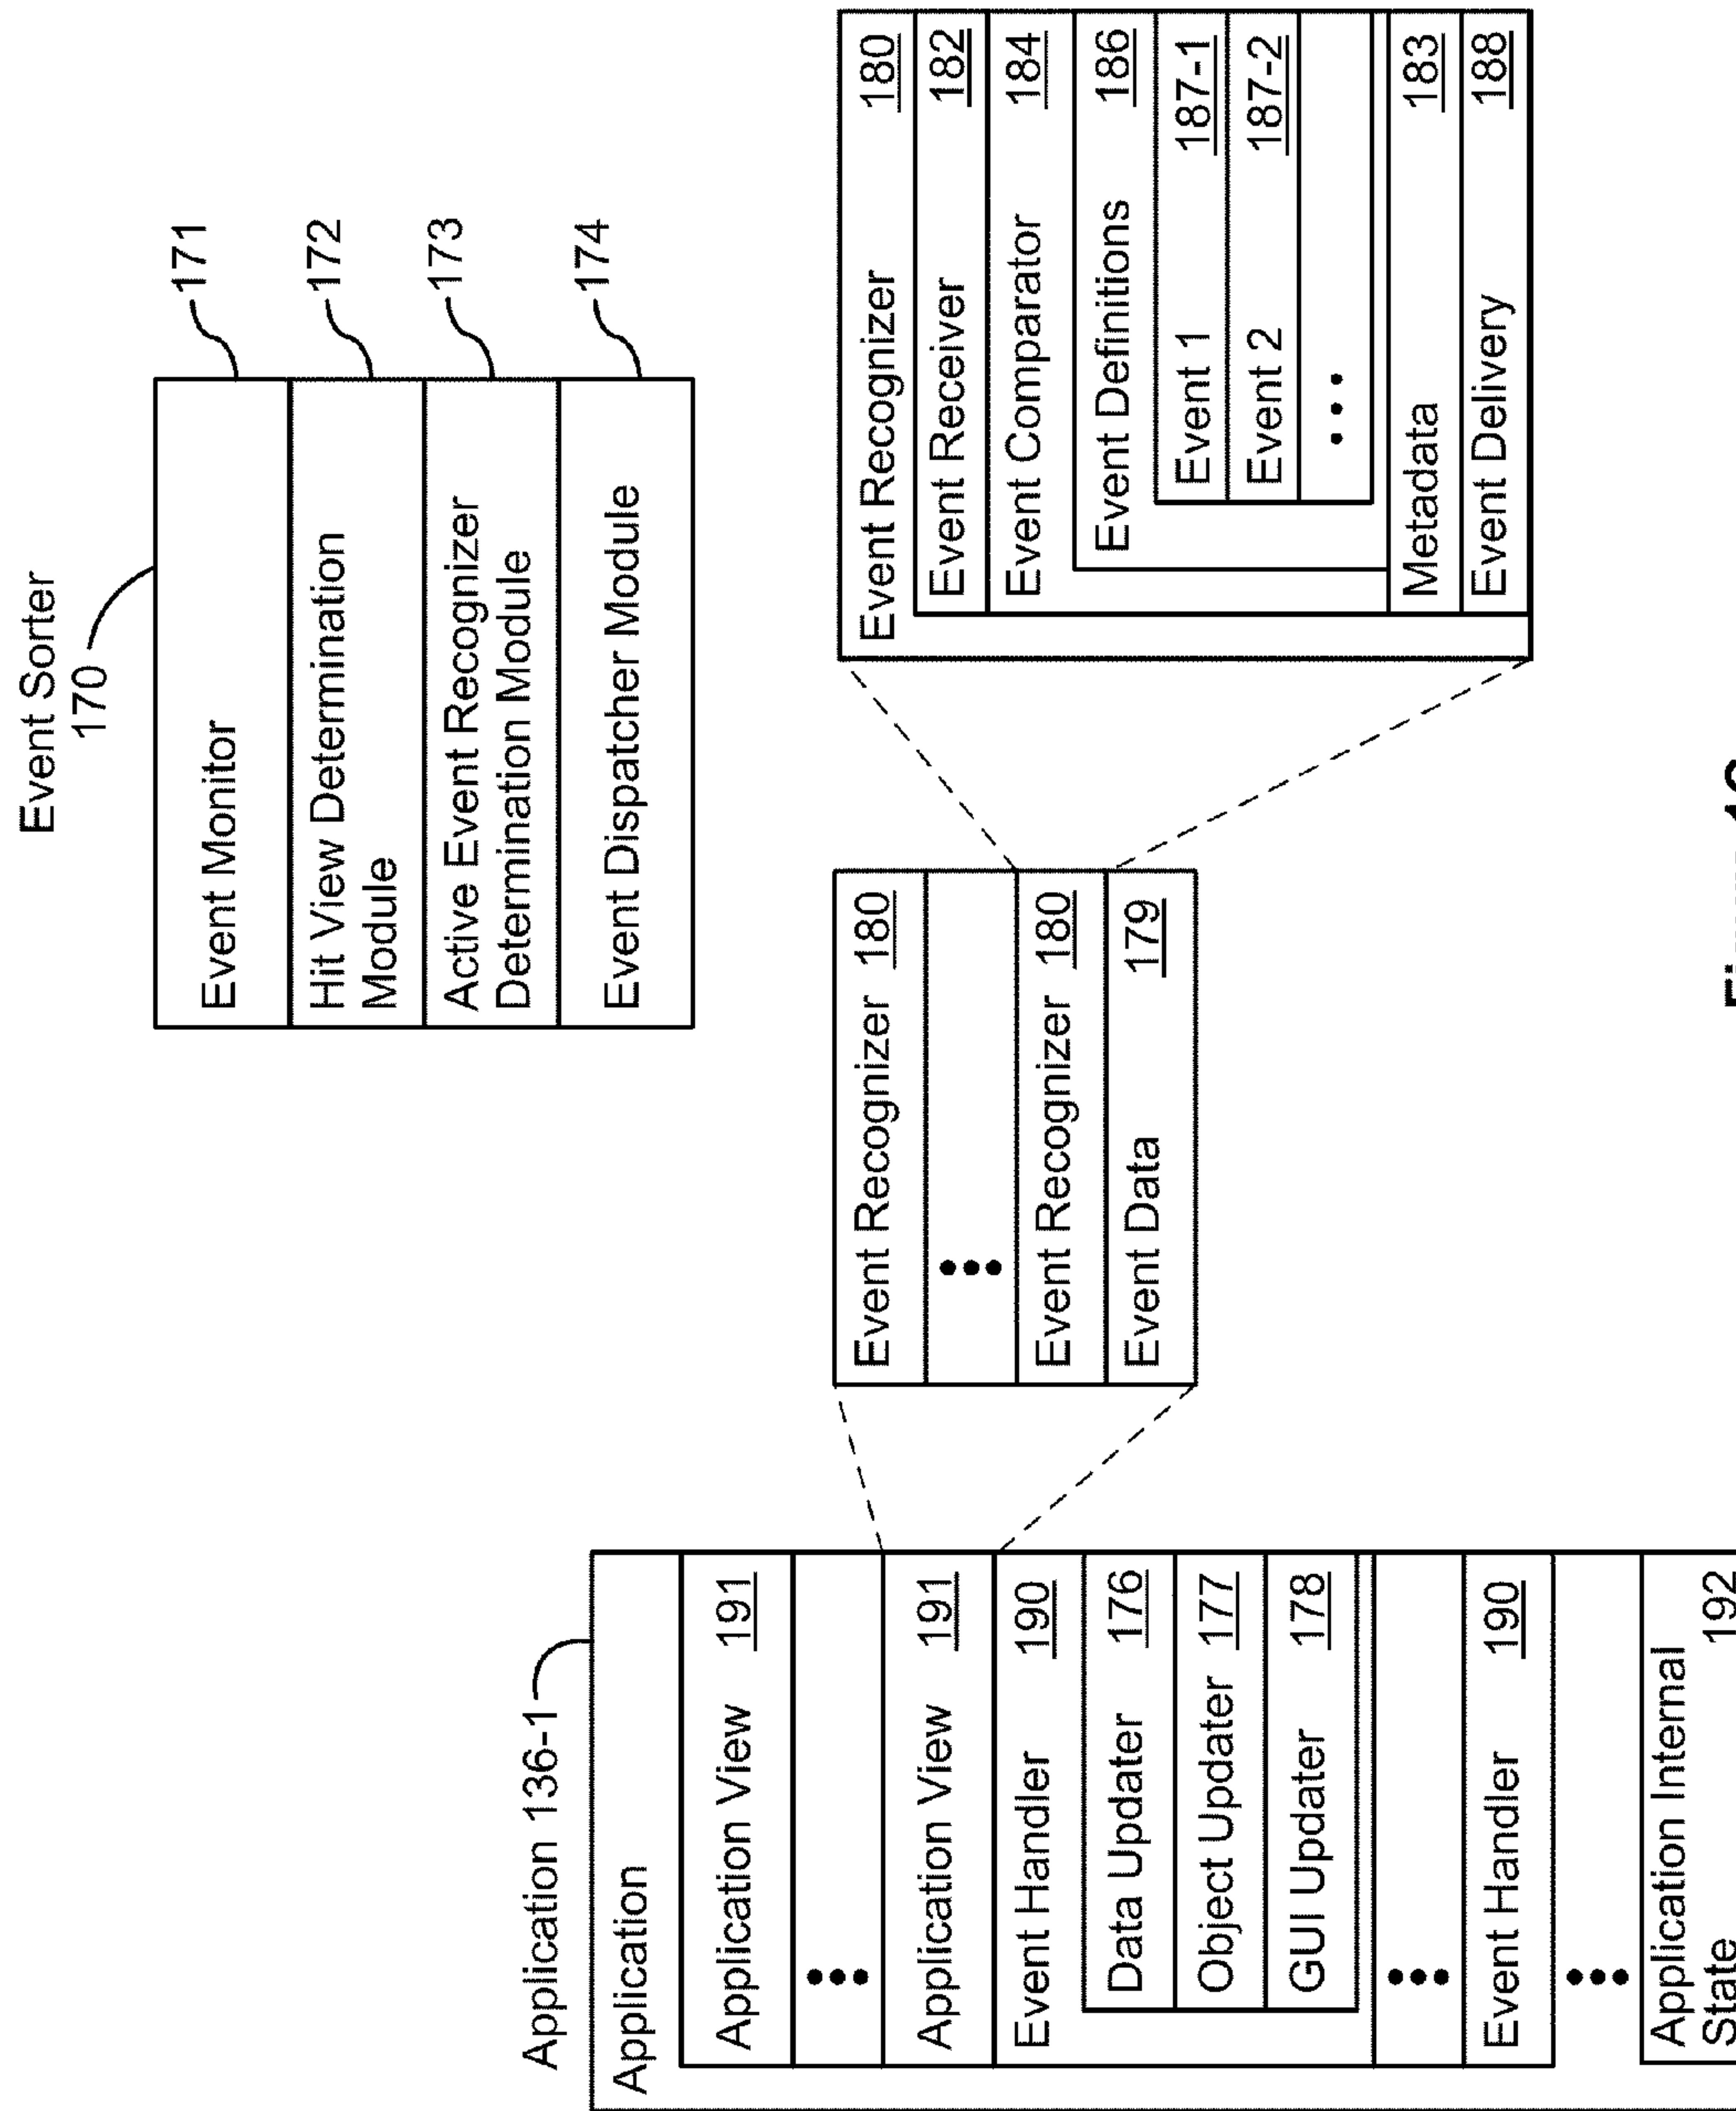 Event Sorter
170
Event Monitor
171
Hit View Determination
Module
172
Active Event Recognizer
Determination Module
173
Event Dispatcher Module
174
Application 136-1
Application
Application View 191
•••
Application View 191
Event Handler 190
Data Updater 176
Object Updater 177
GUI Updater 178
•••
Event Handler 190
•••
Application Internal
State 192
Event Recognizer 180
•••
Event Recognizer 180
Event Data 179
Event Recognizer 180
Event Receiver 182
Event Comparator 184
Event Definitions 186
Event 1 187-1
Event 2 187-2
•••
Metadata 183
Event Delivery 188